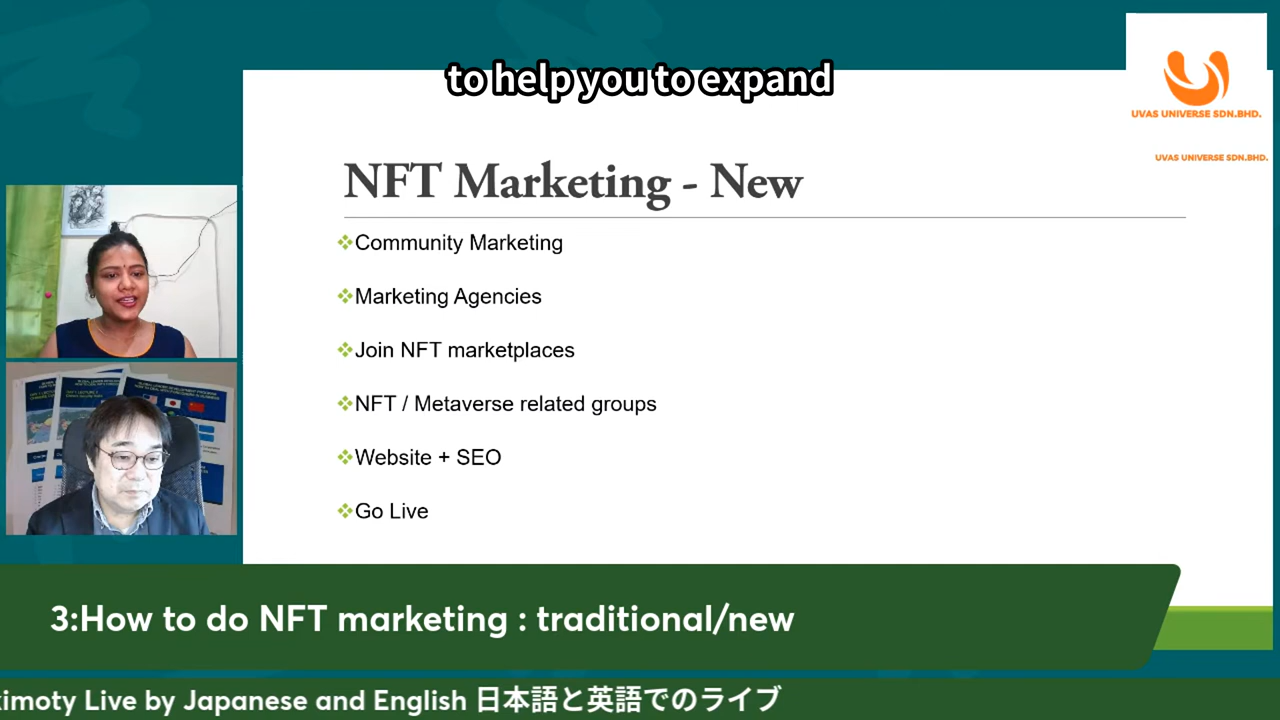 to help you to expand
UVAS UNIVERSE SDN.BHD.
UVAS UNIVERSE SDN.BHD.
NFT Marketing - New
Community Marketing
Marketing Agencies
Join NFT marketplaces
NFT / Metaverse related groups
Website + SEO
Go Live
3:How to do NFT marketing : traditional/new
ximoty Live by Japanese and English 日本語と英語でのライブ